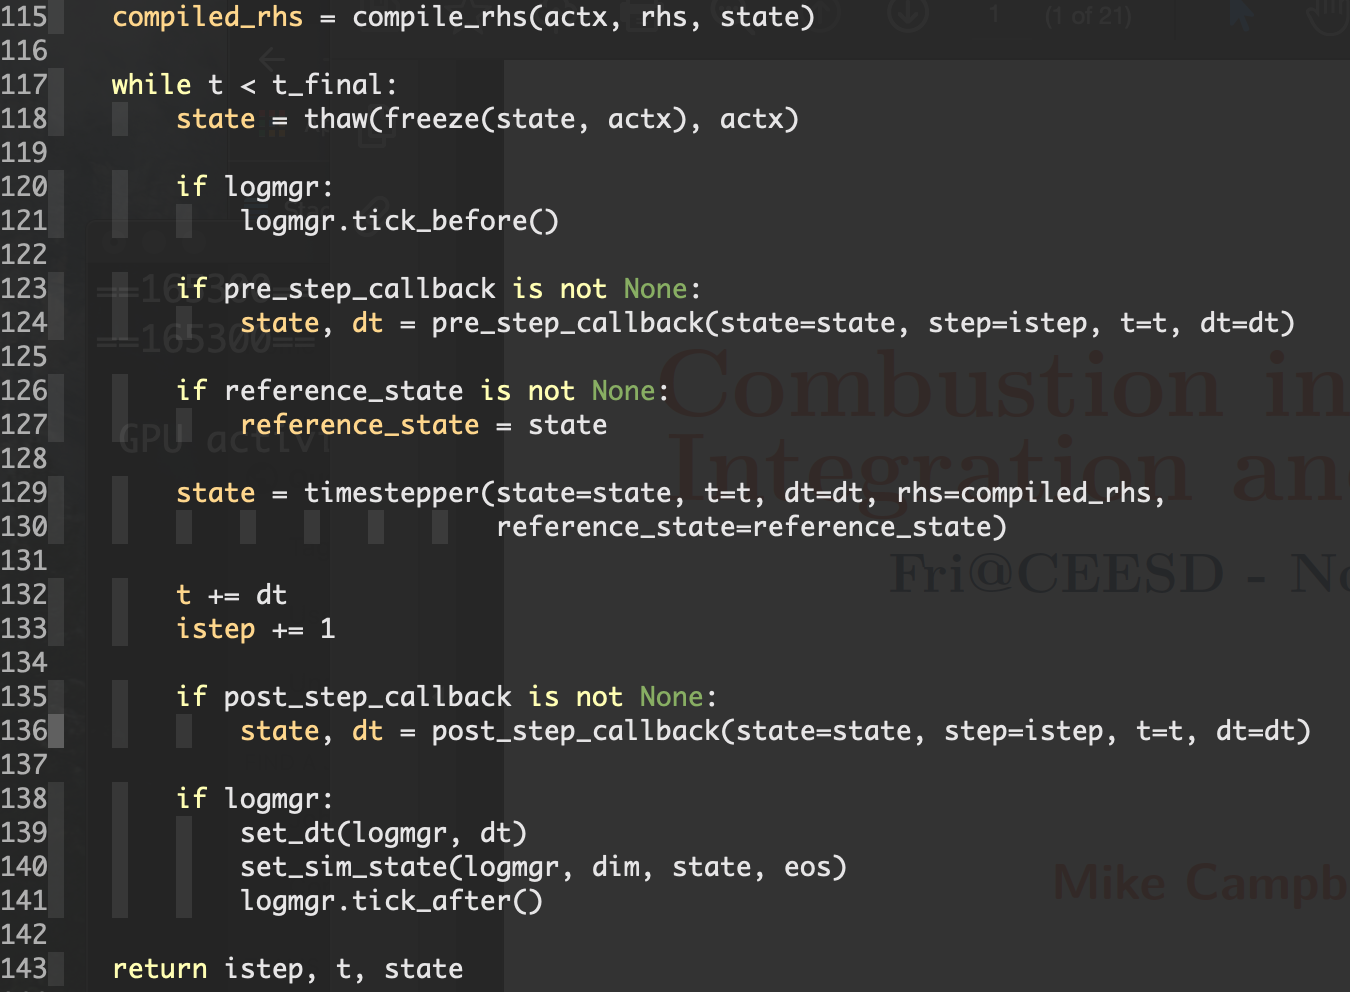 115    compiled_rhs = compile_rhs(actx, rhs, state)
116
117    while t < t_final:
118        state = thaw(freeze(state, actx), actx)
119
120        if logmgr:
121            logmgr.tick_before()
122
123        if pre_step_callback is not None:
124            state, dt = pre_step_callback(state=state, step=istep, t=t, dt=dt)
125
126        if reference_state is not None:
127            reference_state = state
128
129        state = timestepper(state=state, t=t, dt=dt, rhs=compiled_rhs,
130                            reference_state=reference_state)
131
132        t += dt
133        istep += 1
134
135        if post_step_callback is not None:
136            state, dt = post_step_callback(state=state, step=istep, t=t, dt=dt)
137
138        if logmgr:
139            set_dt(logmgr, dt)
140            set_sim_state(logmgr, dim, state, eos)
141            logmgr.tick_after()
142
143    return istep, t, state
1 (1 of 21)
==165300==
==165300==
GPU
Combustion in
Integration an
Fri@CEESD -
Mike